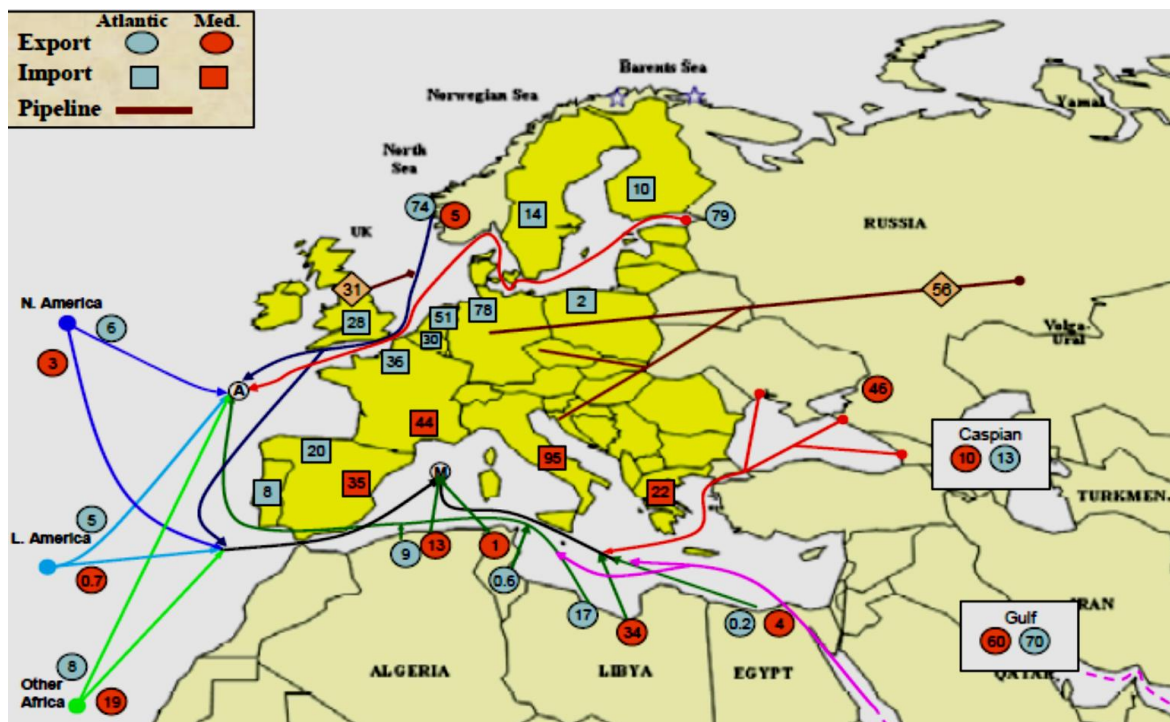 Atlantic Med.
Export
Import
Pipeline
Barents Sea
Norwegian Sea
Yamal
North
Sea
74
5
10
14
79
UK
RUSSIA
31
56
N. America
6
28
51
78
2
30
Volga-
Ural
3
36
A
46
44
Caspian
10 13
20
M
95
8
35
22
TURKMEN.
5
L. America
0.7
9
13
1
0.6
17
34
0.2
4
IRAN
Gulf
60 70
8
Other
Africa
19
ALGERIA
LIBYA
EGYPT
QATAR